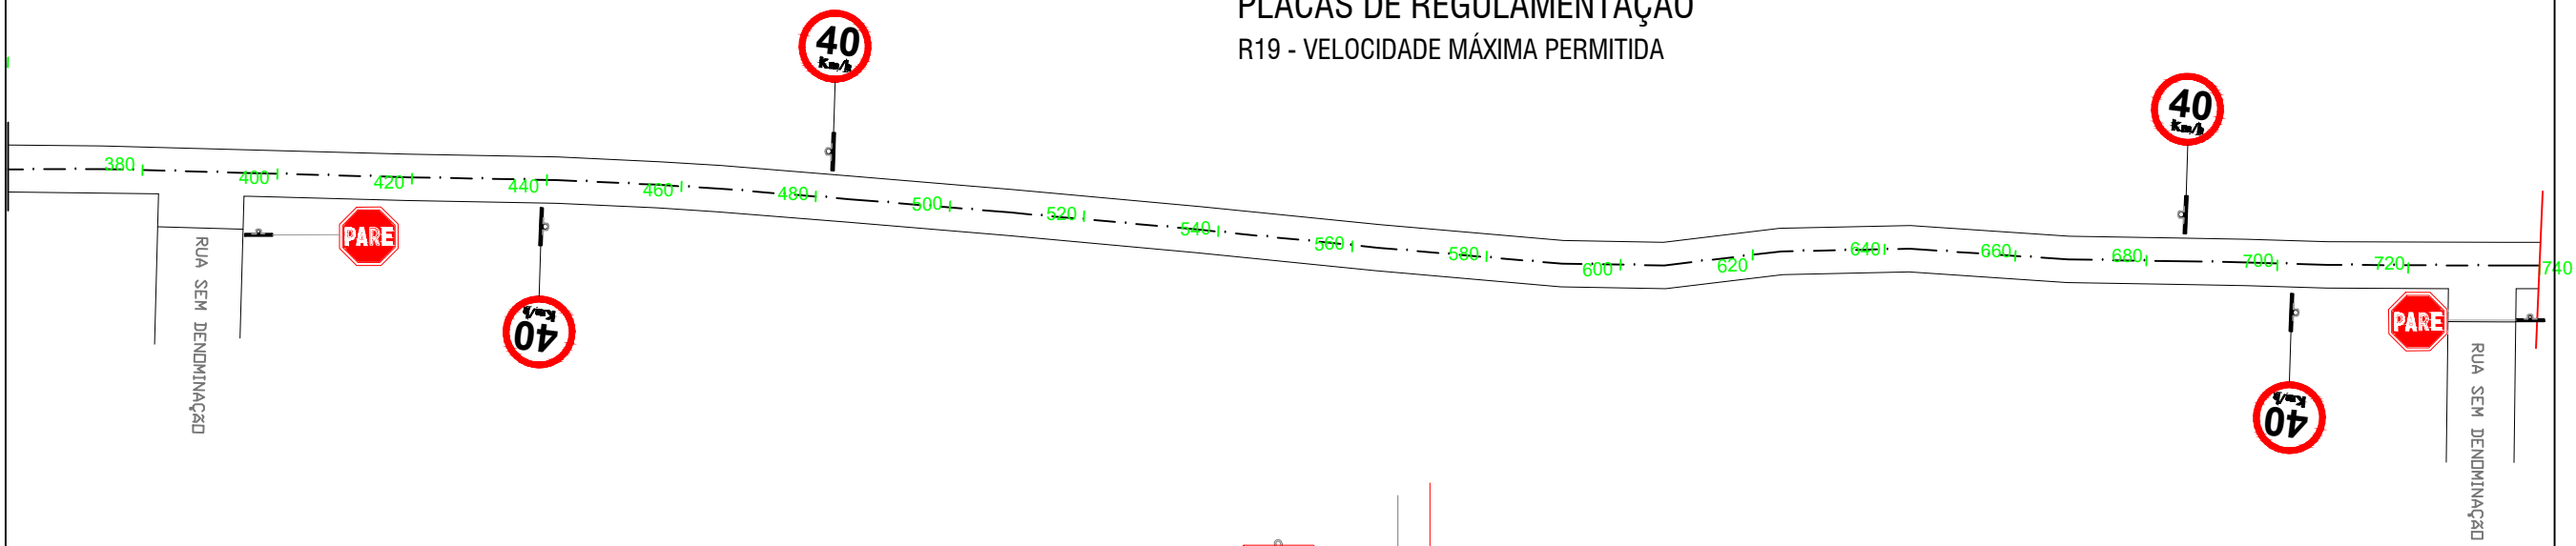 PLACAS DE REGULAMENTAÇÃO
R19 - VELOCIDADE MÁXIMA PERMITIDA
40
Km/h
40
Km/h
380
400
420
440
460
480
500
520
540
560
580
600
620
640
660
680
700
720
740
PARE
PARE
40
Km/h
40
Km/h
RUA SEM DENOMINAÇÃO
RUA SEM DENOMINAÇÃO